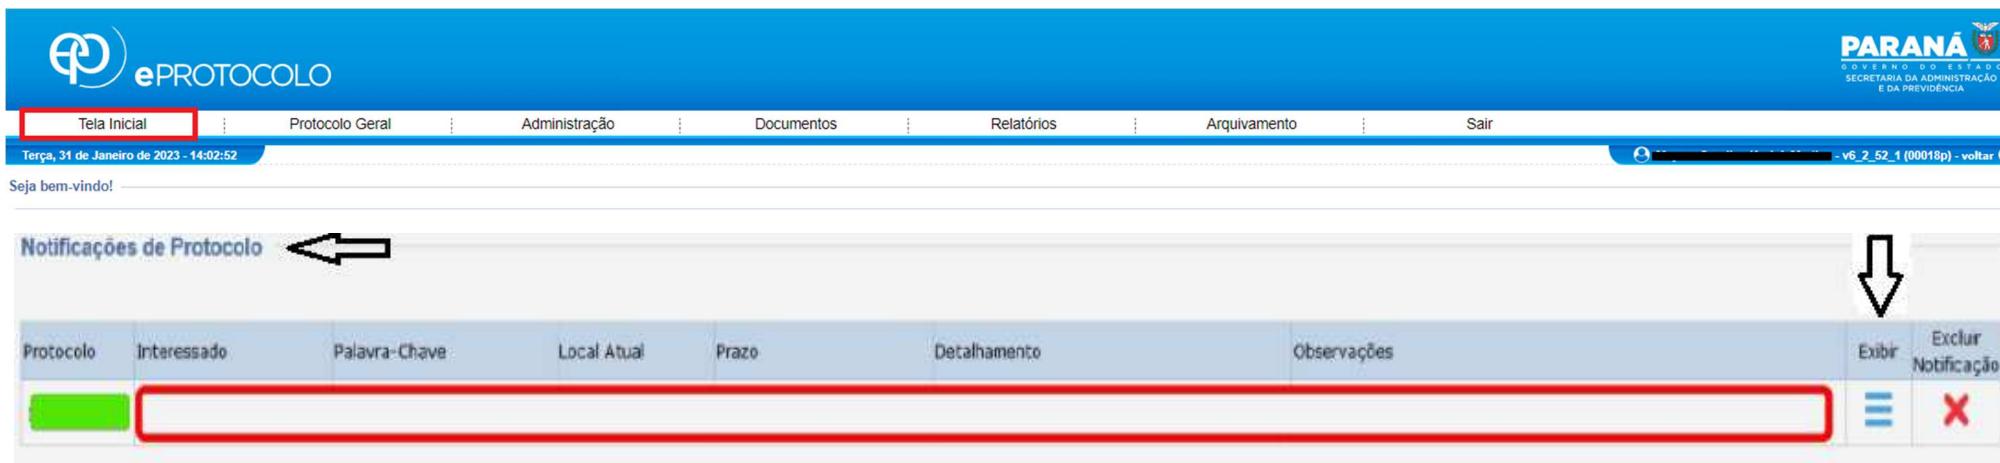 ep ePROTOCOLO
PARANÁ
GOVERNO DO ESTADO
SECRETARIA DA ADMINISTRAÇÃO
E DA PREVIDÊNCIA
Tela Inicial Protocolo Geral Administração Documentos Relatórios Arquivamento Sair
Terça, 31 de Janeiro de 2023 - 14:02:52
- v6_2_52_1 (00018p) - voltar
Seja bem-vindo!
Notificações de Protocolo
Protocolo Interessado Palavra-Chave Local Atual Prazo Detalhamento Observações Exibir Excluir Notificação